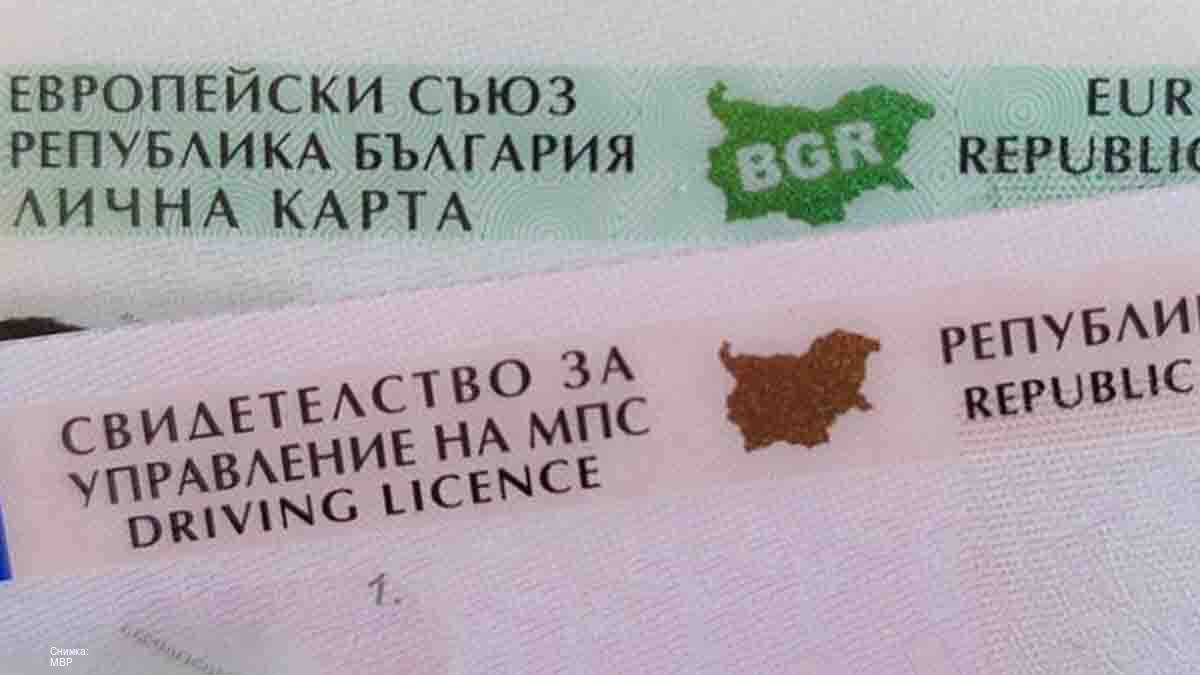 ЕВРОПЕЙСКИ СЪЮЗ
РЕПУБЛИКА БЪЛГАРИЯ
ЛИЧНА КАРТА
BGR
EUR
REPUBLIC
СВИДЕТЕЛСТВО ЗА
УПРАВЛЕНИЕ НА МПС
DRIVING LICENCE
РЕПУБЛИ
REPUBLIC
1.
Снимка:
МВР